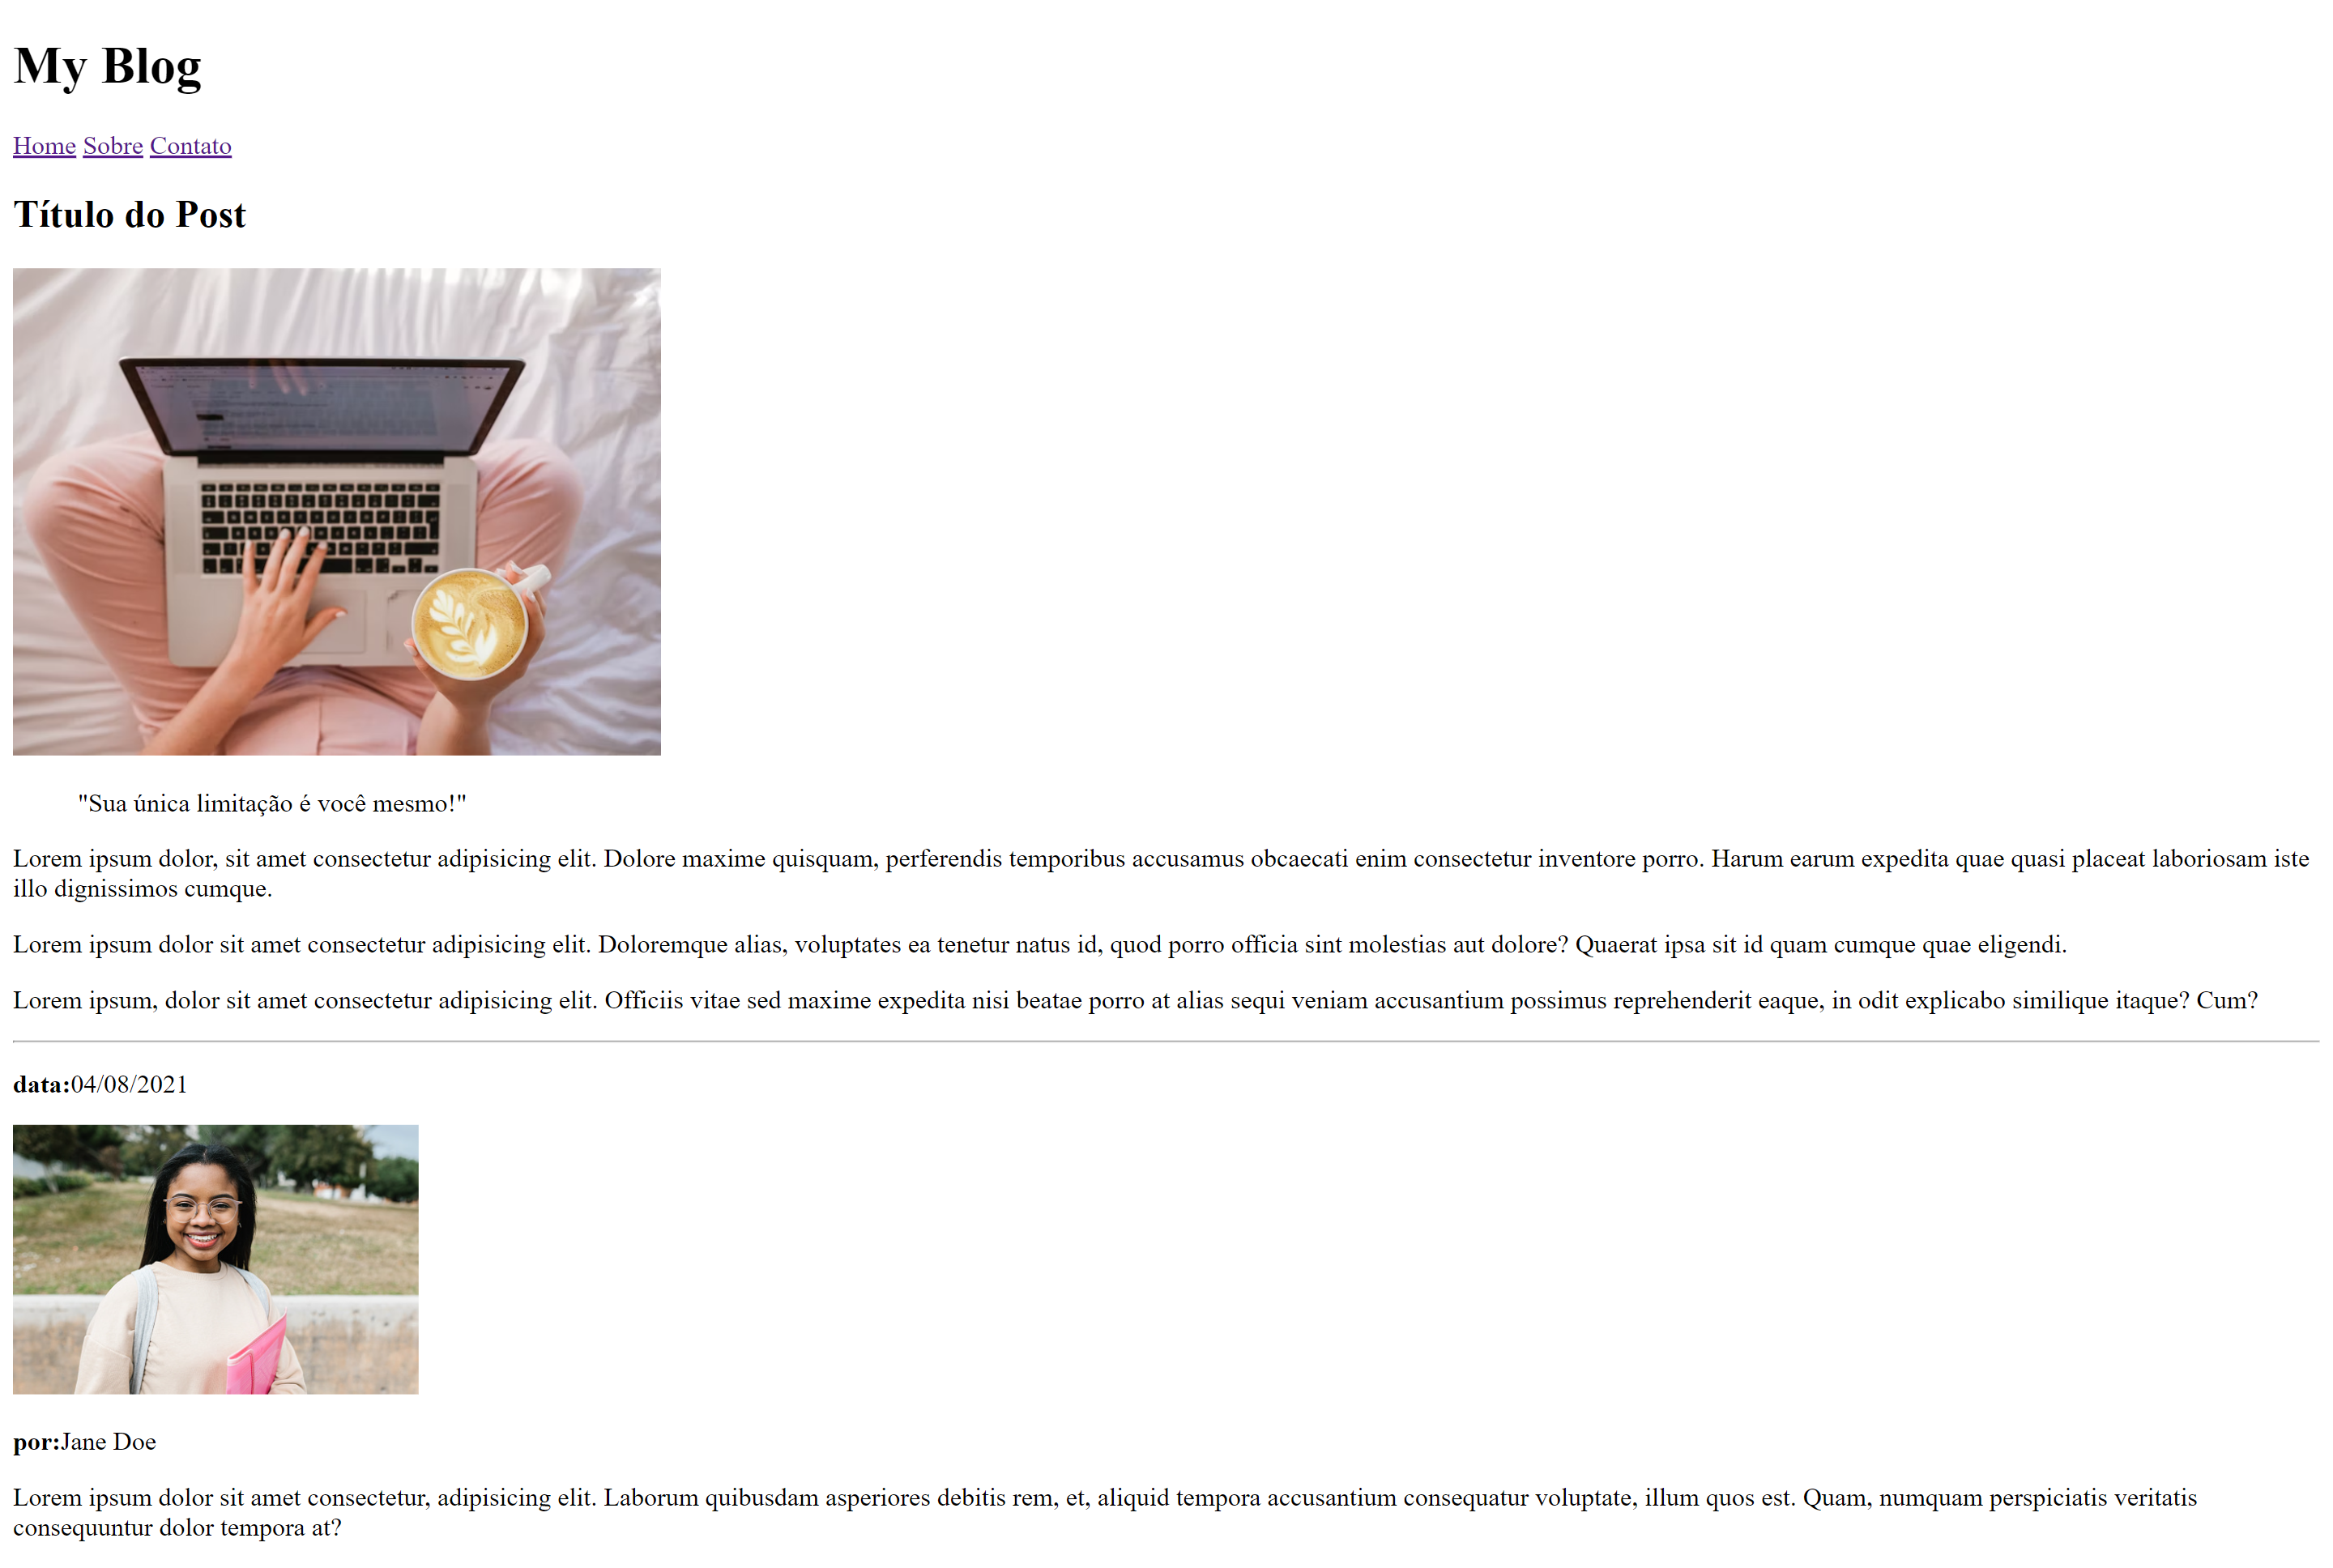 My Blog
Home Sobre Contato
Título do Post
"Sua única limitação é você mesmo!"
Lorem ipsum dolor, sit amet consectetur adipisicing elit. Dolore maxime quisquam, perferendis temporibus accusamus obcaecati enim consectetur inventore porro. Harum earum expedita quae quasi placeat laboriosam iste
illo dignissimos cumque.
Lorem ipsum dolor sit amet consectetur adipisicing elit. Doloremque alias, voluptates ea tenetur natus id, quod porro officia sint molestias aut dolore? Quaerat ipsa sit id quam cumque quae eligendi.
Lorem ipsum, dolor sit amet consectetur adipisicing elit. Officiis vitae sed maxime expedita nisi beatae porro at alias sequi veniam accusantium possimus reprehenderit eaque, in odit explicabo similique itaque? Cum?
data:04/08/2021
por:Jane Doe
Lorem ipsum dolor sit amet consectetur, adipisicing elit. Laborum quibusdam asperiores debitis rem, et, aliquid tempora accusantium consequatur voluptate, illum quos est. Quam, numquam perspiciatis veritatis
consequuntur dolor tempora at?